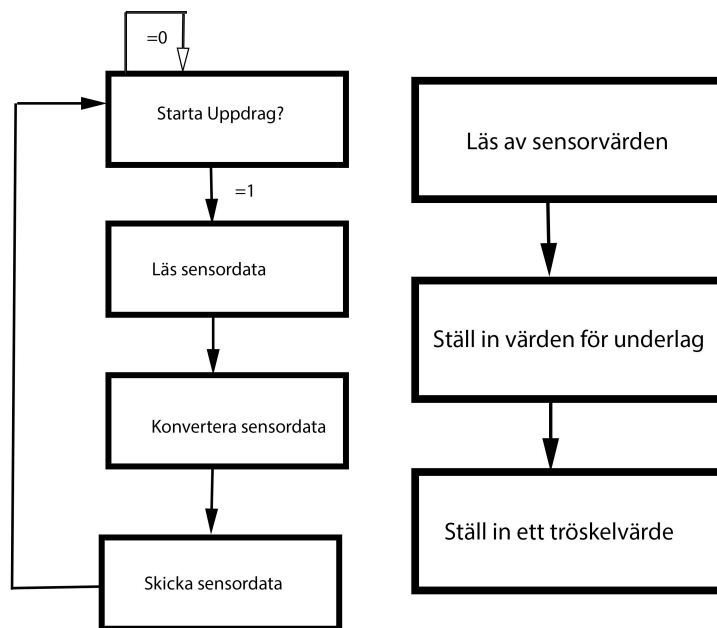 =0
Starta Uppdrag?
=1
Läs sensordata
Konvertera sensordata
Skicka sensordata
Läs av sensorvärden
Ställ in värden för underlag
Ställ in ett tröskelvärde